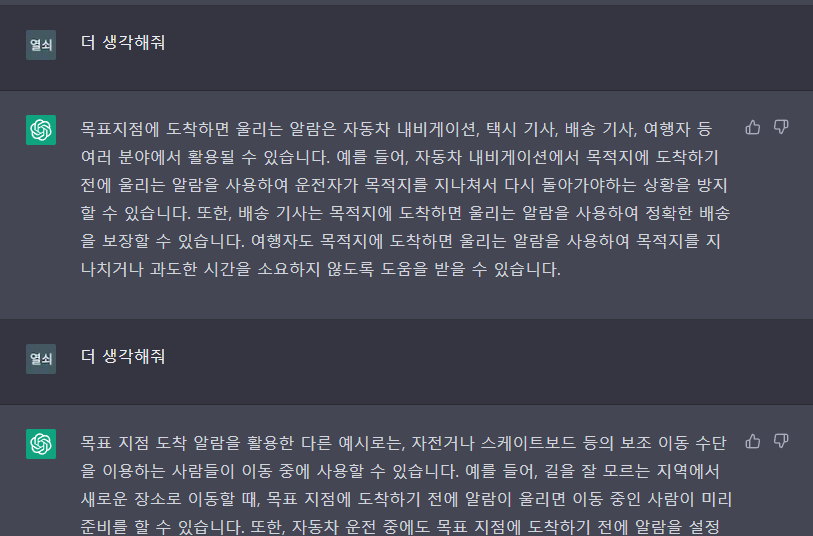 열쇠
더 생각해줘
목표지점에 도착하면 울리는 알람은 자동차 내비게이션, 택시 기사, 배송 기사, 여행자 등
여러 분야에서 활용될 수 있습니다. 예를 들어, 자동차 내비게이션에서 목적지에 도착하기
전에 울리는 알람을 사용하여 운전자가 목적지를 지나쳐서 다시 돌아가야하는 상황을 방지
할 수 있습니다. 또한, 배송 기사는 목적지에 도착하면 울리는 알람을 사용하여 정확한 배송
을 보장할 수 있습니다. 여행자도 목적지에 도착하면 울리는 알람을 사용하여 목적지를 지
나치거나 과도한 시간을 소요하지 않도록 도움을 받을 수 있습니다.
열쇠
더 생각해줘
목표 지점 도착 알람을 활용한 다른 예시로는, 자전거나 스케이트보드 등의 보조 이동 수단
을 이용하는 사람들이 이동 중에 사용할 수 있습니다. 예를 들어, 길을 잘 모르는 지역에서
새로운 장소로 이동할 때, 목표 지점에 도착하기 전에 알람이 울리면 이동 중인 사람이 미리
준비를 할 수 있습니다. 또한, 자동차 운전 중에도 목표 지점에 도착하기 전에 알람을 설정